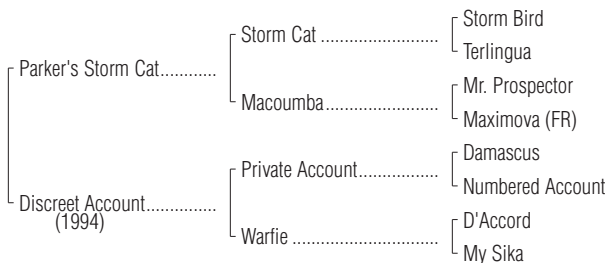 Storm Bird
Storm Cat ..........................
Terlingua
Parker's Storm Cat............
Mr. Prospector
Macoumba.........................
Maximova (FR)
Damascus
Private Account..................
Numbered Account
Discreet Account...............
(1994)
D'Accord
Warfie ................................
My Sika